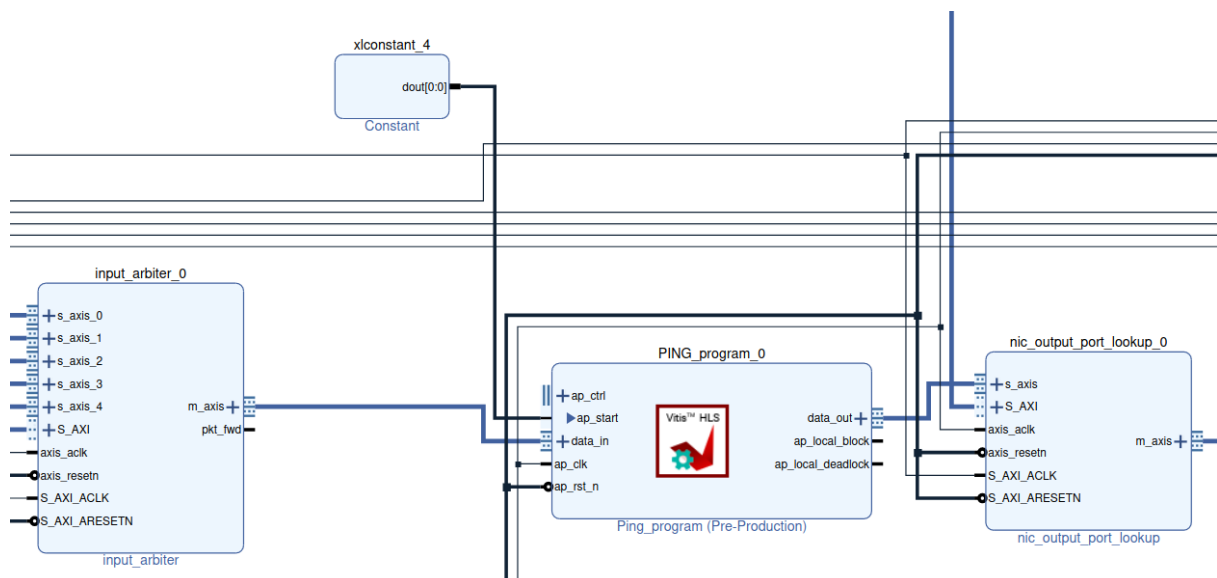 xlconstant_4
dout[0:0]
Constant
input_arbiter_0
s_axis_0
s_axis_1
s_axis_2
s_axis_3
s_axis_4
S_AXI
axis_aclk
axis_resetn
S_AXI_ACLK
S_AXI_ARESETN
m_axis
pkt_fwd
input_arbiter
PING_program_0
ap_ctrl
ap_start
data_in
ap_clk
ap_rst_n
Vitis™ HLS
data_out
ap_local_block
ap_local_deadlock
Ping_program (Pre-Production)
nic_output_port_lookup_0
s_axis
S_AXI
axis_aclk
axis_resetn
S_AXI_ACLK
S_AXI_ARESETN
m_axis
nic_output_port_lookup